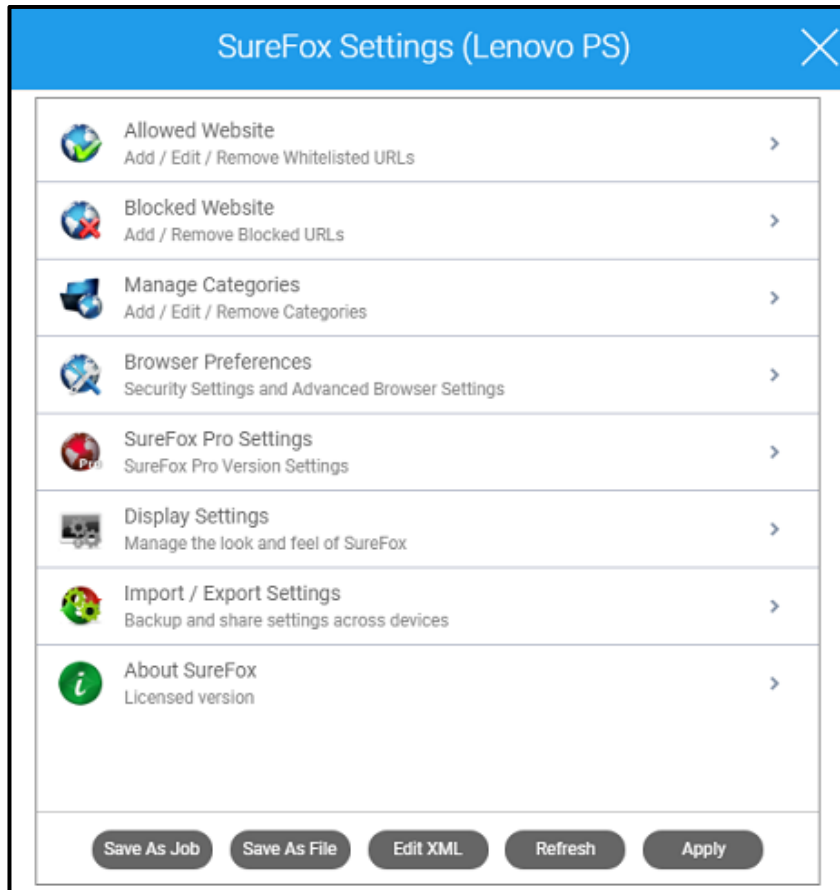 SureFox Settings (Lenovo PS)
Allowed Website
Add / Edit / Remove Whitelisted URLs
Blocked Website
Add / Remove Blocked URLs
Manage Categories
Add / Edit / Remove Categories
Browser Preferences
Security Settings and Advanced Browser Settings
Pro
SureFox Pro Settings
SureFox Pro Version Settings
Display Settings
Manage the look and feel of SureFox
Import / Export Settings
Backup and share settings across devices
i
About SureFox
Licensed version
Save As Job Save As File Edit XML Refresh Apply